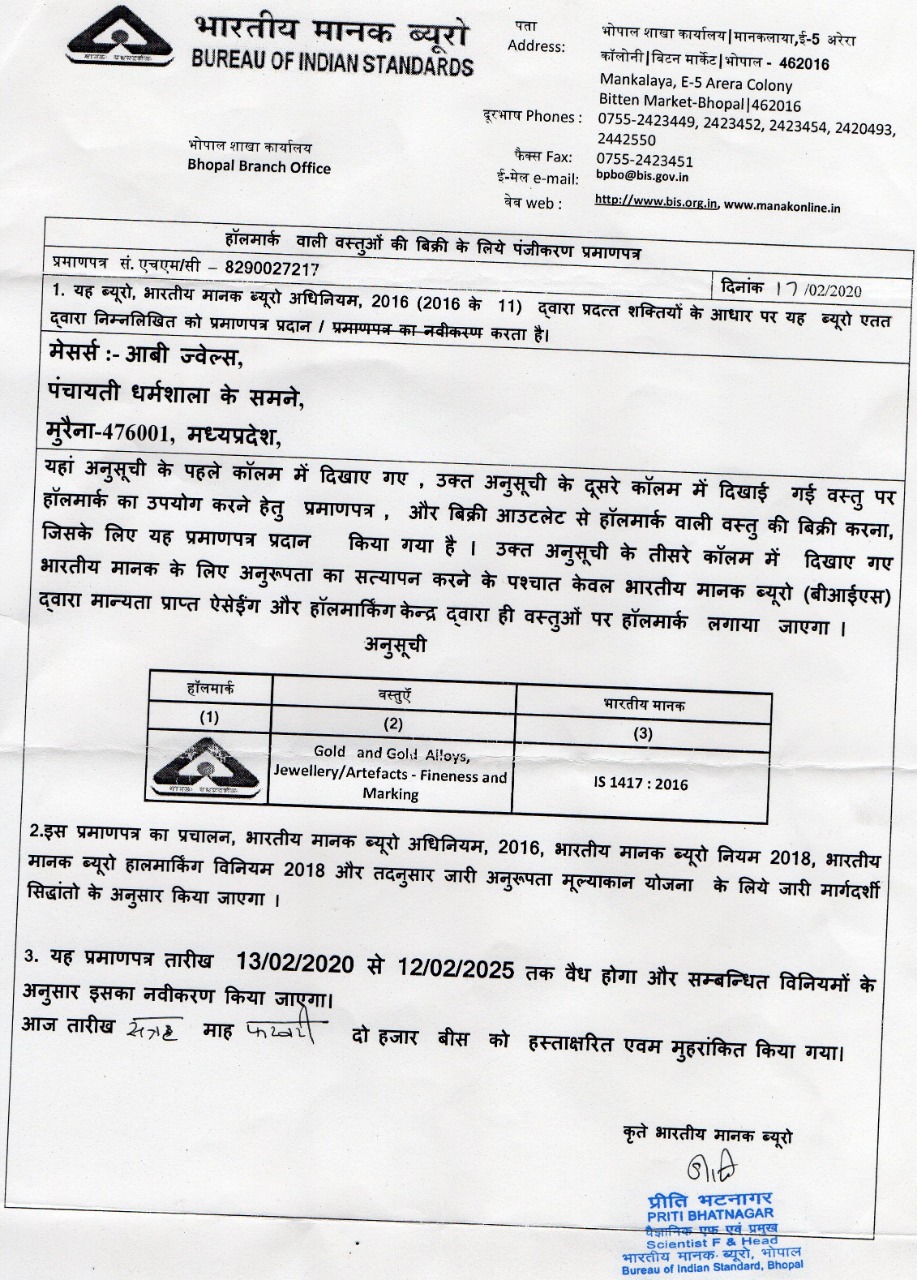 मानकः पथप्रदर्शकः
भारतीय मानक ब्यूरो
BUREAU OF INDIAN STANDARDS
भोपाल शाखा कार्यालय
Bhopal Branch Office
पता
Address:
भोपाल शाखा कार्यालय|मानकलाया,ई-5 अरेरा
कॉलोनी|बिटन मार्केट|भोपाल - 462016
Mankalaya, E-5 Arera Colony
Bitten Market-Bhopal|462016
दूरभाष Phones : 0755-2423449, 2423452, 2423454, 2420493,
2442550
फैक्स Fax: 0755-2423451
ई-मेल e-mail: bpbo@bis.gov.in
वेब web : http://www.bis.org.in, www.manakonline.in
हॉलमार्क वाली वस्तुओं की बिक्री के लिये पंजीकरण प्रमाणपत्र
प्रमाणपत्र सं. एचएम/सी – 8290027217
दिनांक 17/02/2020
1. यह ब्यूरो, भारतीय मानक ब्यूरो अधिनियम, 2016 (2016 के 11) द्वारा प्रदत्त शक्तियों के आधार पर यह ब्यूरो एतत
द्वारा निम्नलिखित को प्रमाणपत्र प्रदान / प्रमाणपत्र का नवीकरण करता है।
मेसर्स :- आबी ज्वेल्स,
पंचायती धर्मशाला के समने,
मुरैना-476001, मध्यप्रदेश,
यहां अनुसूची के पहले कॉलम में दिखाए गए , उक्त अनुसूची के दूसरे कॉलम में दिखाई गई वस्तु पर
हॉलमार्क का उपयोग करने हेतु प्रमाणपत्र , और बिक्री आउटलेट से हॉलमार्क वाली वस्तु की बिक्री करना,
जिसके लिए यह प्रमाणपत्र प्रदान किया गया है । उक्त अनुसूची के तीसरे कॉलम में दिखाए गए
भारतीय मानक के लिए अनुरूपता का सत्यापन करने के पश्चात केवल भारतीय मानक ब्यूरो (बीआईएस)
द्वारा मान्यता प्राप्त ऐसेईंग और हॉलमार्किंग केन्द्र द्वारा ही वस्तुओं पर हॉलमार्क लगाया जाएगा ।
अनुसूची
हॉलमार्क
वस्तुएँ
भारतीय मानक
(1)
(2)
(3)
मानकः पथप्रदर्शकः
Gold and Gold Alloys,
Jewellery/Artefacts - Fineness and
Marking
IS 1417 : 2016
2.इस प्रमाणपत्र का प्रचालन, भारतीय मानक ब्यूरो अधिनियम, 2016, भारतीय मानक ब्यूरो नियम 2018, भारतीय
मानक ब्यूरो हालमार्किंग विनियम 2018 और तदनुसार जारी अनुरूपता मूल्याकान योजना के लिये जारी मार्गदर्शी
सिद्धांतो के अनुसार किया जाएगा ।
3. यह प्रमाणपत्र तारीख 13/02/2020 से 12/02/2025 तक वैध होगा और सम्बन्धित विनियमों के
अनुसार इसका नवीकरण किया जाएगा।
आज तारीख सत्रह माह फरवरी दो हजार बीस को हस्ताक्षरित एवम मुहरांकित किया गया।
कृते भारतीय मानक ब्यूरो
प्रीति भटनागर
PRITI BHATNAGAR
वैज्ञानिक एफ एवं प्रमुख
Scientist F & Head
भारतीय मानक ब्यूरो, भोपाल
Bureau of Indian Standard, Bhopal